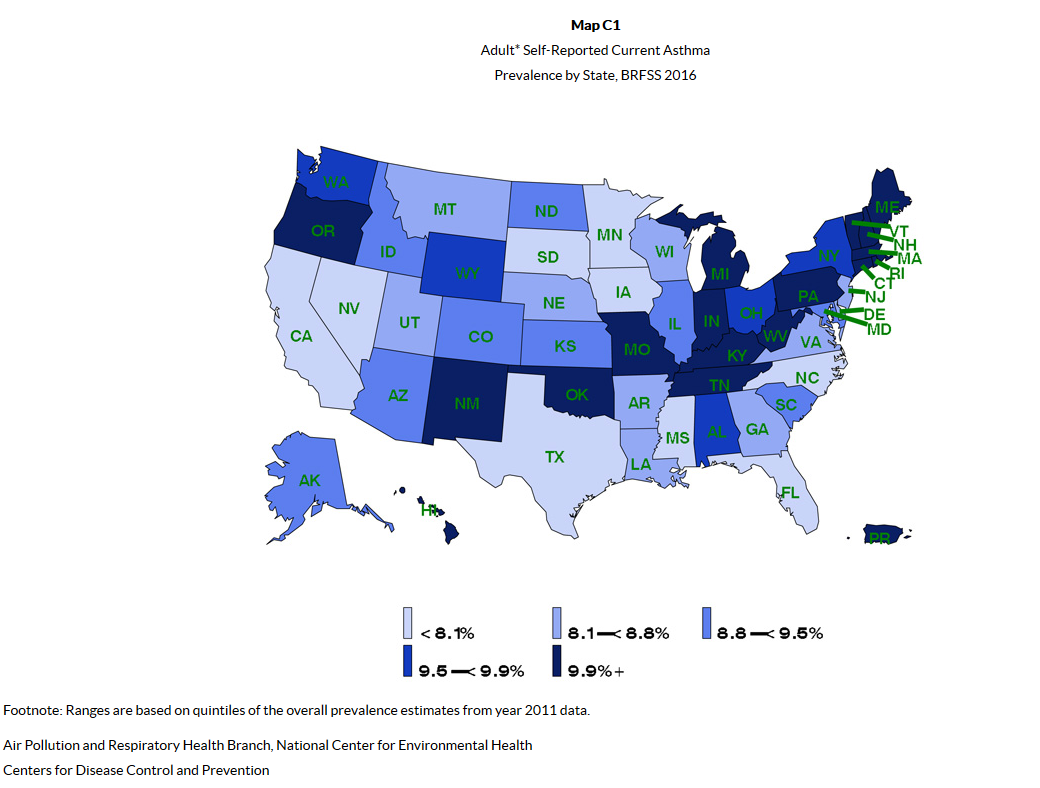 Map C1
Adult* Self-Reported Current Asthma
Prevalence by State, BRFSS 2016
WA
ME
MT
ND
VT
OR
MN
NH
ID
SD
WI
NY
MA
WY
MI
RI
CT
IA
PA
NJ
NE
NV
OH
DE
UT
IL
IN
MD
CA
CO
WV
VA
KS
MO
KY
NC
TN
AZ
OK
NM
AR
SC
MS
AL
GA
TX
LA
AK
FL
HI
PR
< 8.1%
8.1—< 8.8%
8.8—< 9.5%
9.5—< 9.9%
9.9%+
Footnote: Ranges are based on quintiles of the overall prevalence estimates from year 2011 data.
Air Pollution and Respiratory Health Branch, National Center for Environmental Health
Centers for Disease Control and Prevention